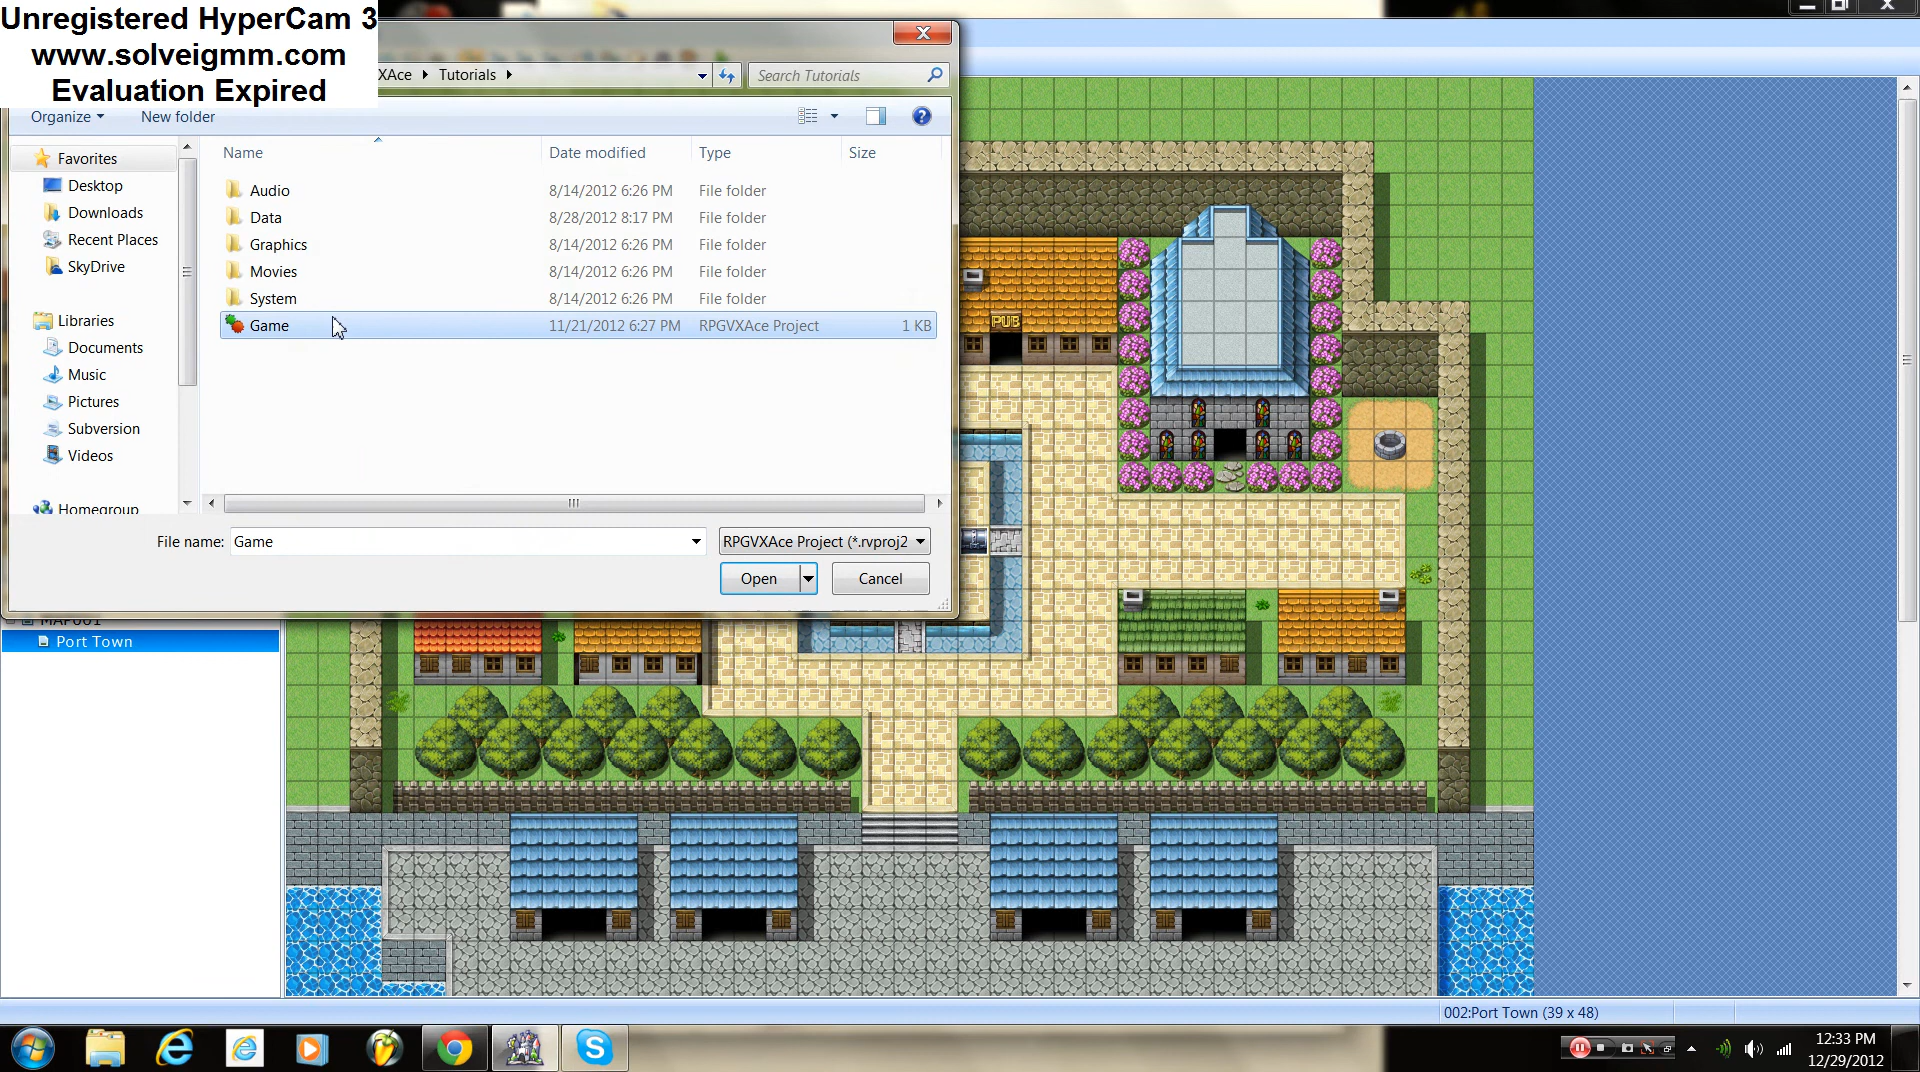 Unregistered HyperCam 3
www.solveigmm.com
Evaluation Expired
XAce
Tutorials
Search Tutorials
Organize
New folder
Name
Date modified
Type
Size
Favorites
Desktop
Downloads
Recent Places
SkyDrive
Libraries
Documents
Music
Pictures
Subversion
Videos
Homegroup
Audio 8/14/2012 6:26 PM File folder
Data 8/28/2012 8:17 PM File folder
Graphics 8/14/2012 6:26 PM File folder
Movies 8/14/2012 6:26 PM File folder
System 8/14/2012 6:26 PM File folder
Game 11/21/2012 6:27 PM RPGVXAce Project 1 KB
File name: Game
RPGVXAce Project (*.rvproj2
Open
Cancel
PUB
MAP001
Port Town
002:Port Town (39 x 48)
12:33 PM
12/29/2012